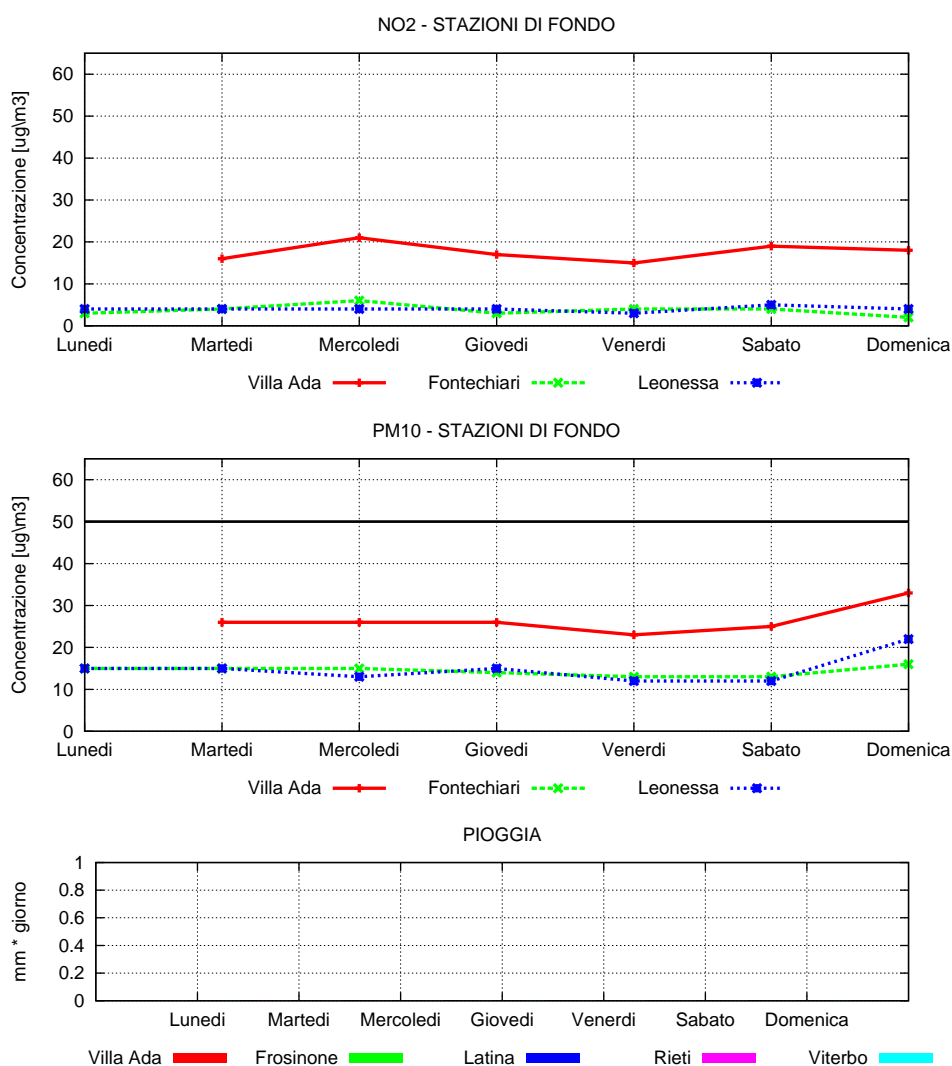 NO2 - STAZIONI DI FONDO
Concentrazione [ug\m3]
60
50
40
30
20
10
0
Lunedi Martedi Mercoledi Giovedi Venerdi Sabato Domenica
Villa Ada Fontechiari Leonessa
PM10 - STAZIONI DI FONDO
Concentrazione [ug\m3]
60
50
40
30
20
10
0
Lunedi Martedi Mercoledi Giovedi Venerdi Sabato Domenica
Villa Ada Fontechiari Leonessa
PIOGGIA
mm * giorno
1
0.8
0.6
0.4
0.2
0
Lunedi Martedi Mercoledi Giovedi Venerdi Sabato Domenica
Villa Ada Frosinone Latina Rieti Viterbo